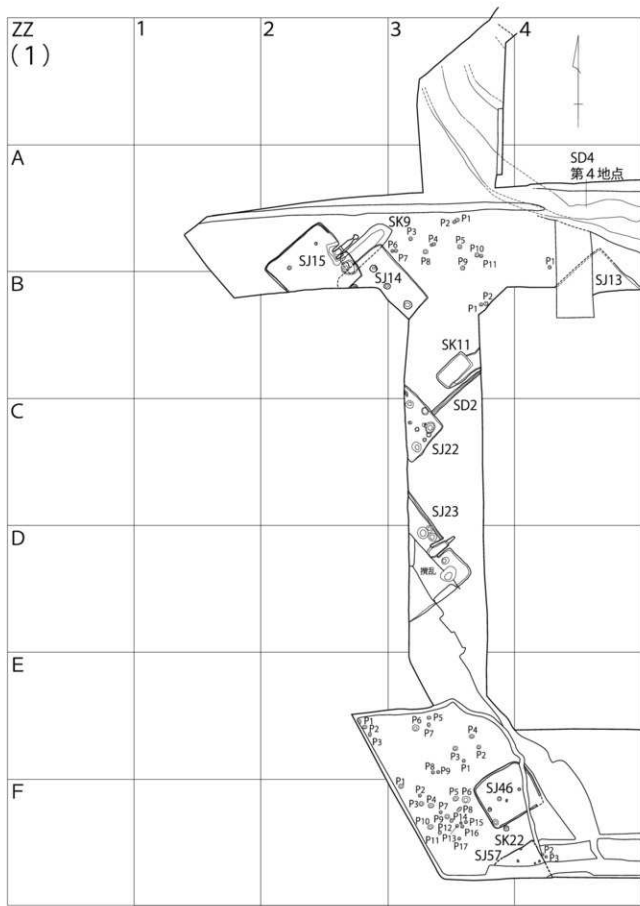 ZZ 1 2 3 4
(1)
A
SD4
第4地点
P2 P1
SK9
P3 P4 P5
P6 P7 P8 P10
P11
P9 P1
SJ15
SJ14
SJ13
B
P2
P1
SK11
C
SD2
SJ22
SJ23
D
撹乱
E
P1 P6 P5
P2 P7 P4
P3
P2
P8 P9 P1
F
P1
P2 P5 P6 SJ46
P3 P4
P7 P8
P9 P14
P10 P12 P15
P11 P13 P16 SK22
P17
SJ57 P2
P3